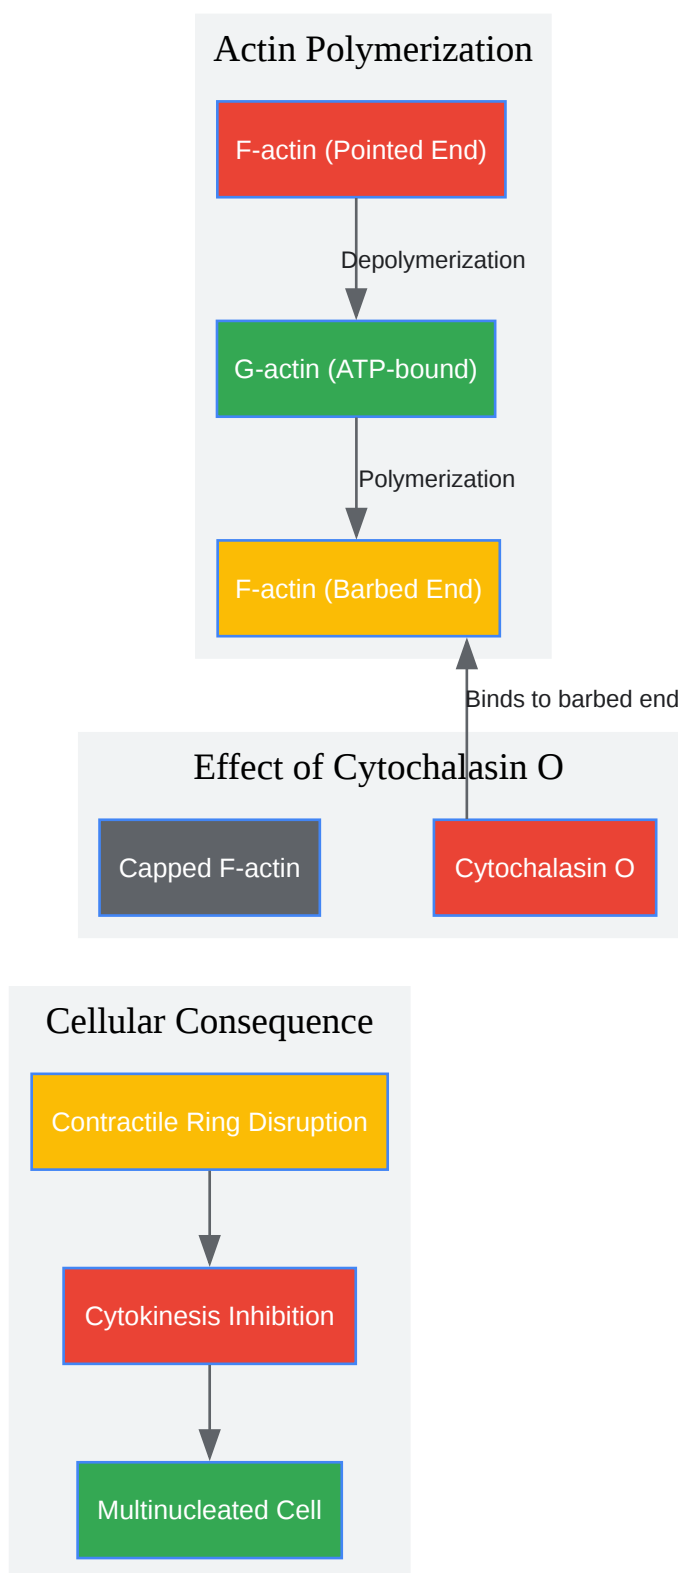 Actin Polymerization
F-actin (Pointed End)
Depolymerization
G-actin (ATP-bound)
Polymerization
F-actin (Barbed End)
Binds to barbed end
Effect of Cytochalasin O
Capped F-actin
Cytochalasin O
Cellular Consequence
Contractile Ring Disruption
Cytokinesis Inhibition
Multinucleated Cell